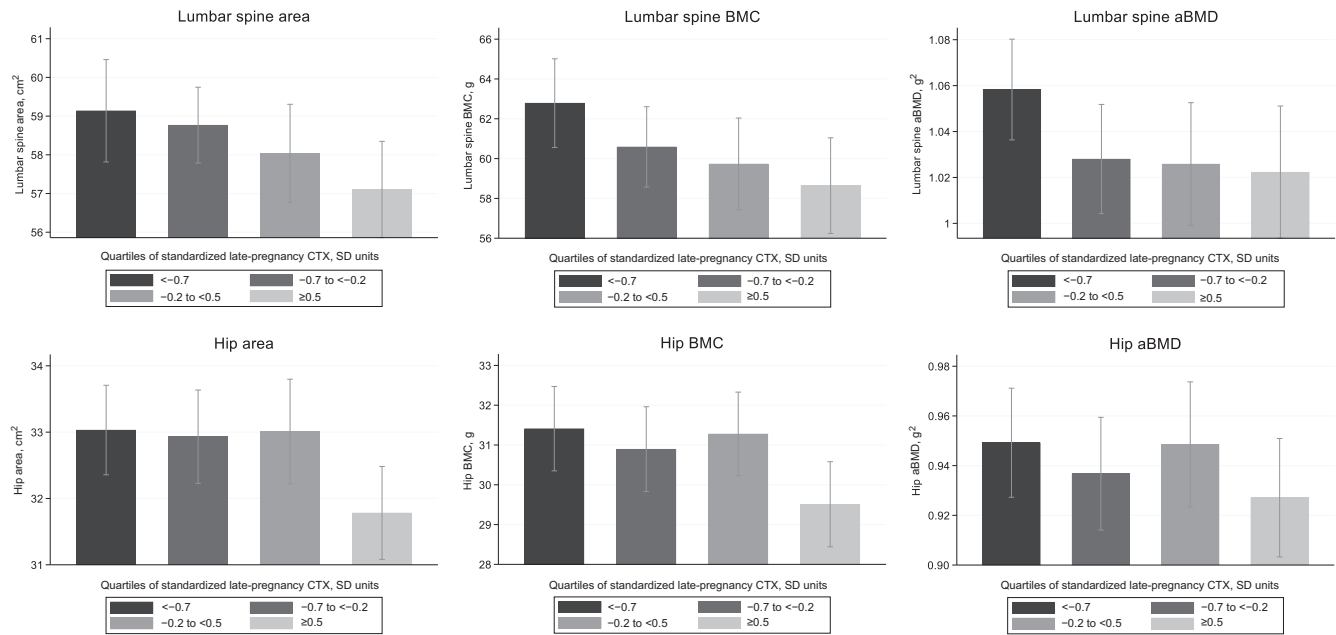 Lumbar spine area
Lumbar spine area, cm2
61
60
59
58
57
56
Quartiles of standardized late-pregnancy CTX, SD units
<−0.7 −0.7 to <−0.2
−0.2 to <0.5 ≥0.5
Lumbar spine BMC
Lumbar spine BMC, g
66
64
62
60
58
56
Quartiles of standardized late-pregnancy CTX, SD units
<−0.7 −0.7 to <−0.2
−0.2 to <0.5 ≥0.5
Lumbar spine aBMD
Lumbar spine aBMD, g2
1.08
1.06
1.04
1.02
1
Quartiles of standardized late-pregnancy CTX, SD units
<−0.7 −0.7 to <−0.2
−0.2 to <0.5 ≥0.5
Hip area
Hip area, cm2
34
33
32
31
Quartiles of standardized late-pregnancy CTX, SD units
<−0.7 −0.7 to <−0.2
−0.2 to <0.5 ≥0.5
Hip BMC
Hip BMC, g
33
32
31
30
29
28
Quartiles of standardized late-pregnancy CTX, SD units
<−0.7 −0.7 to <−0.2
−0.2 to <0.5 ≥0.5
Hip aBMD
Hip aBMD, g2
0.98
0.96
0.94
0.92
0.90
Quartiles of standardized late-pregnancy CTX, SD units
<−0.7 −0.7 to <−0.2
−0.2 to <0.5 ≥0.5